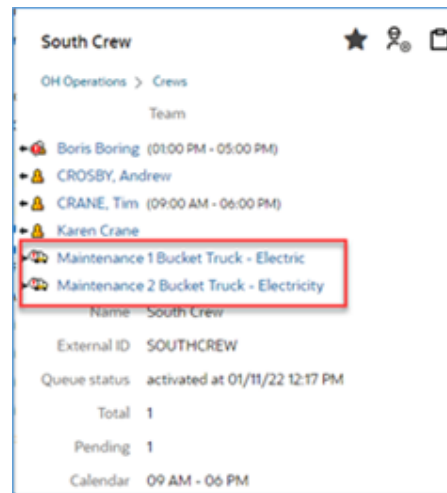 South Crew
OH Operations > Crews
Team
Boris Boring (01:00 PM - 05:00 PM)
CROSBY, Andrew
CRANE, Tim (09:00 AM - 06:00 PM)
Karen Crane
Maintenance 1 Bucket Truck - Electric
Maintenance 2 Bucket Truck - Electricity
Name South Crew
External ID SOUTHCREW
Queue status activated at 01/11/22 12:17 PM
Total 1
Pending 1
Calendar 09 AM - 06 PM